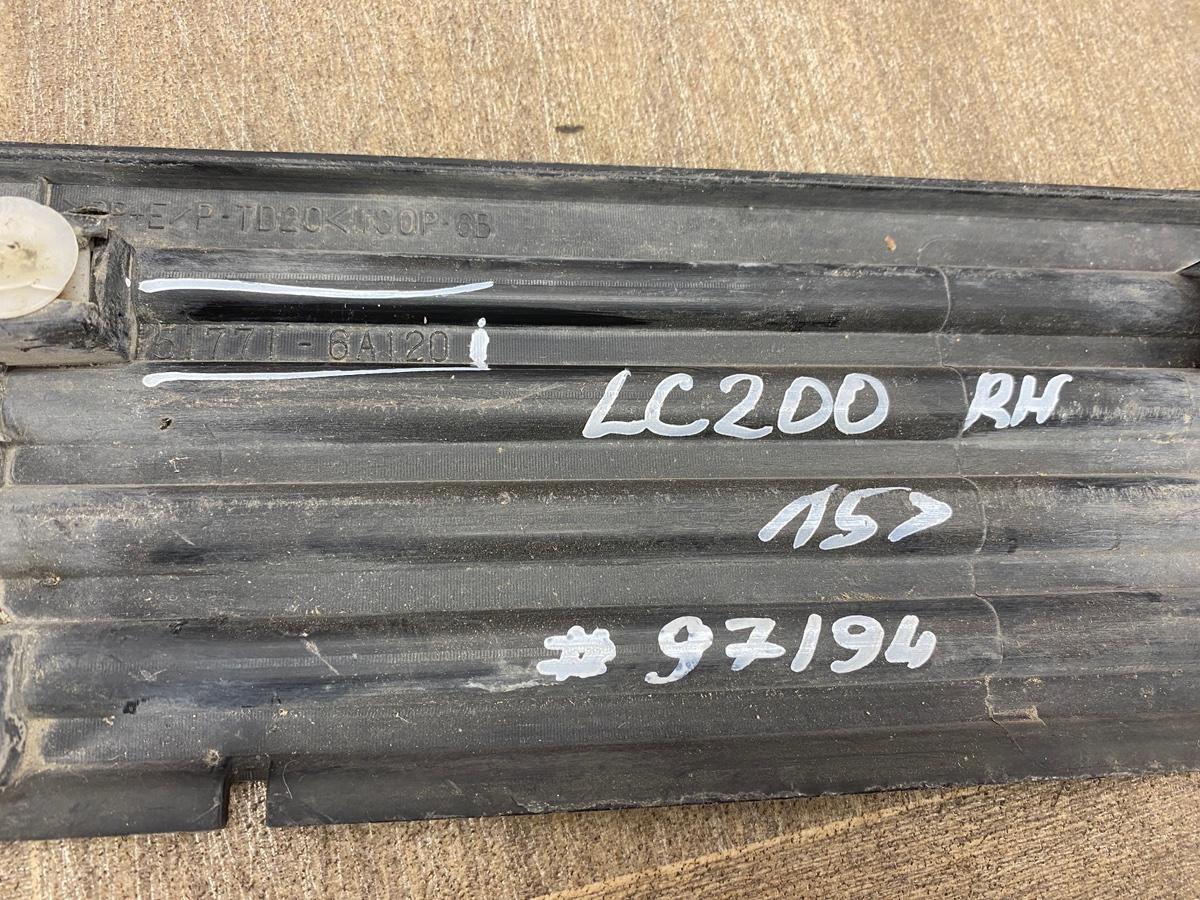 -E/P-TD20<TSOP-6B
51771-6A120
LC200 RH
15>
# 97194